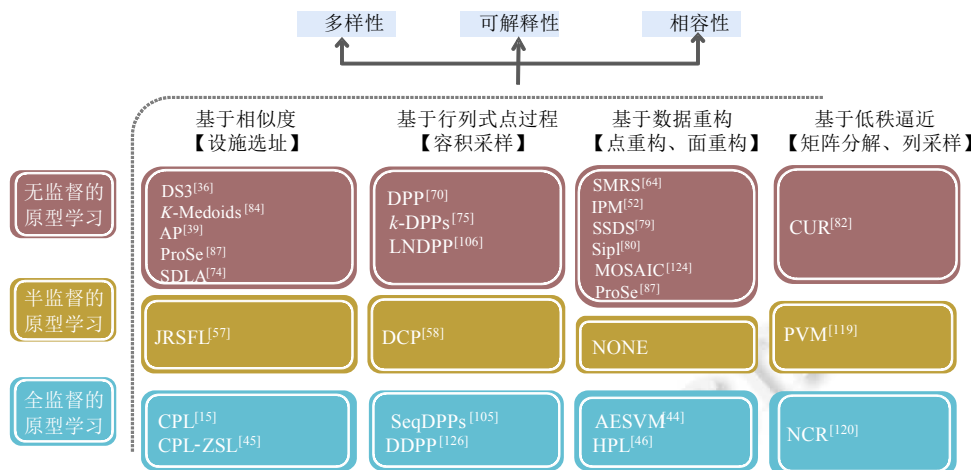 多样性 可解释性 相容性
基于相似度 基于行列式点过程 基于数据重构 基于低秩逼近
【设施选址】 【容积采样】 【点重构、面重构】 【矩阵分解、列采样】
无监督的
原型学习
DS3[36]
K-Medoids[84]
AP[39]
ProSe[87]
SDLA[74]
DPP[70]
k-DPPs[75]
LNDPP[106]
SMRS[64]
IPM[52]
SSDS[79]
SipI[80]
MOSAIC[124]
ProSe[87]
CUR[82]
半监督的
原型学习
JRSFL[57]
DCP[58]
NONE
PVM[119]
全监督的
原型学习
CPL[15]
CPL-ZSL[45]
SeqDPPs[105]
DDPP[126]
AESVM[44]
HPL[46]
NCR[120]